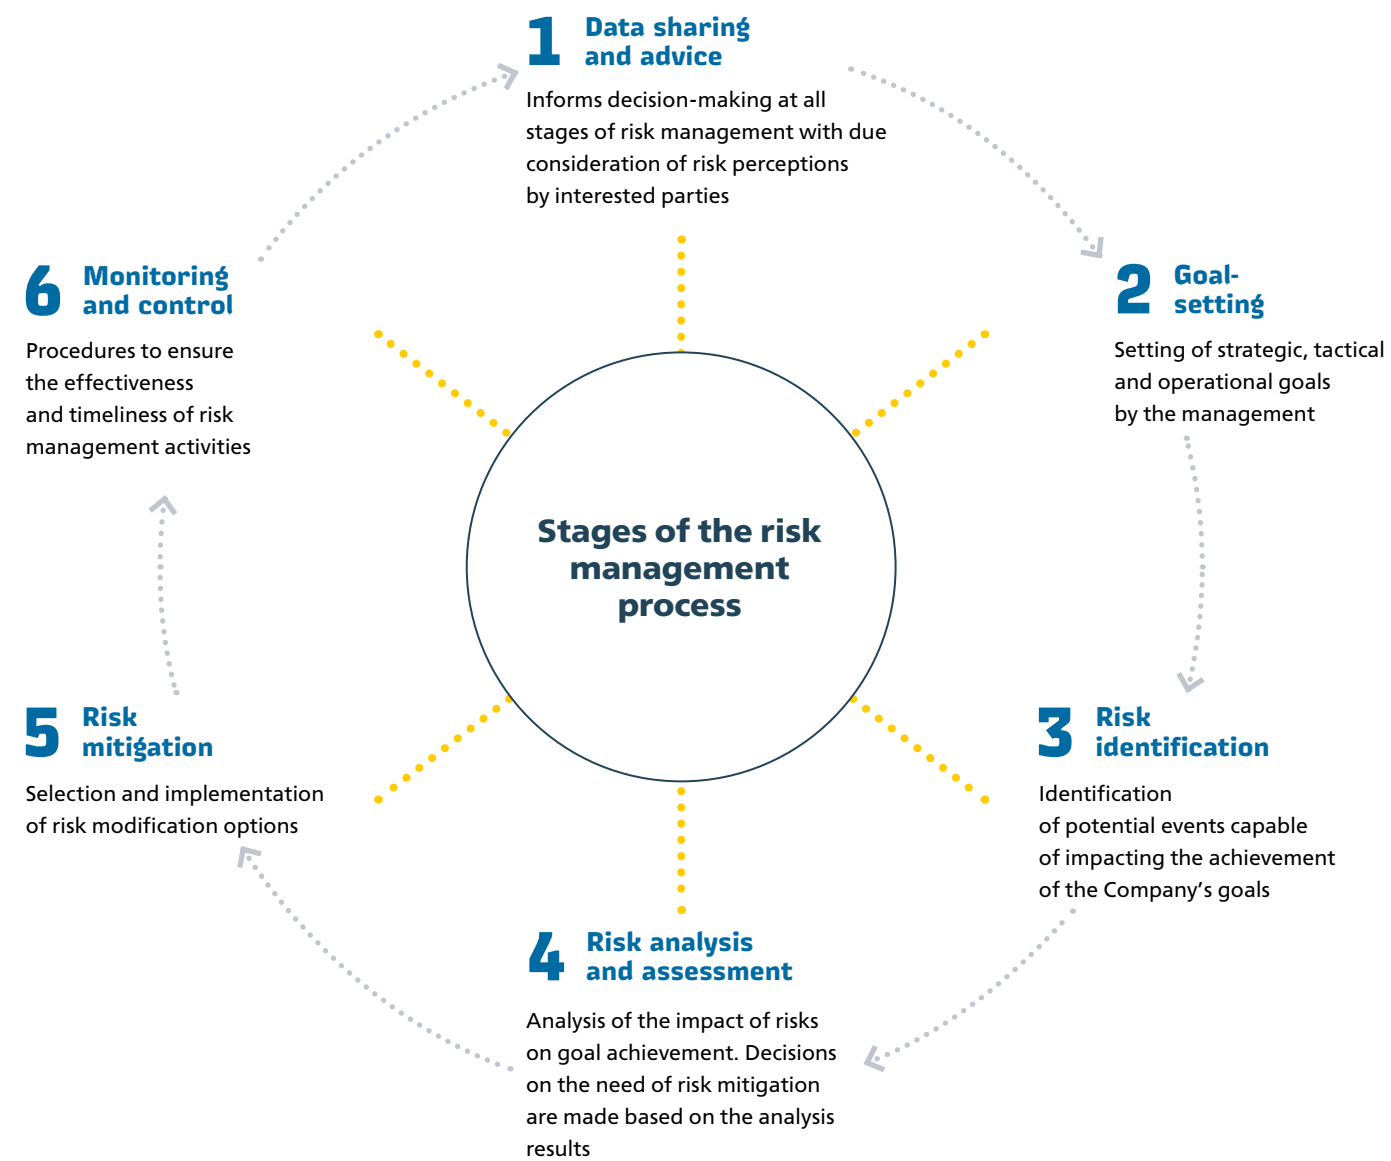 1
Data sharing
and advice
Informs decision-making at all
stages of risk management with due
consideration of risk perceptions
by interested parties
2
Goal-
setting
Setting of strategic, tactical
and operational goals
by the management
3
Risk
identification
Identification
of potential events capable
of impacting the achievement
of the Company’s goals
4
Risk analysis
and assessment
Analysis of the impact of risks
on goal achievement. Decisions
on the need of risk mitigation
are made based on the analysis
results
5
Risk
mitigation
Selection and implementation
of risk modification options
6
Monitoring
and control
Procedures to ensure
the effectiveness
and timeliness of risk
management activities
Stages of the risk
management
process